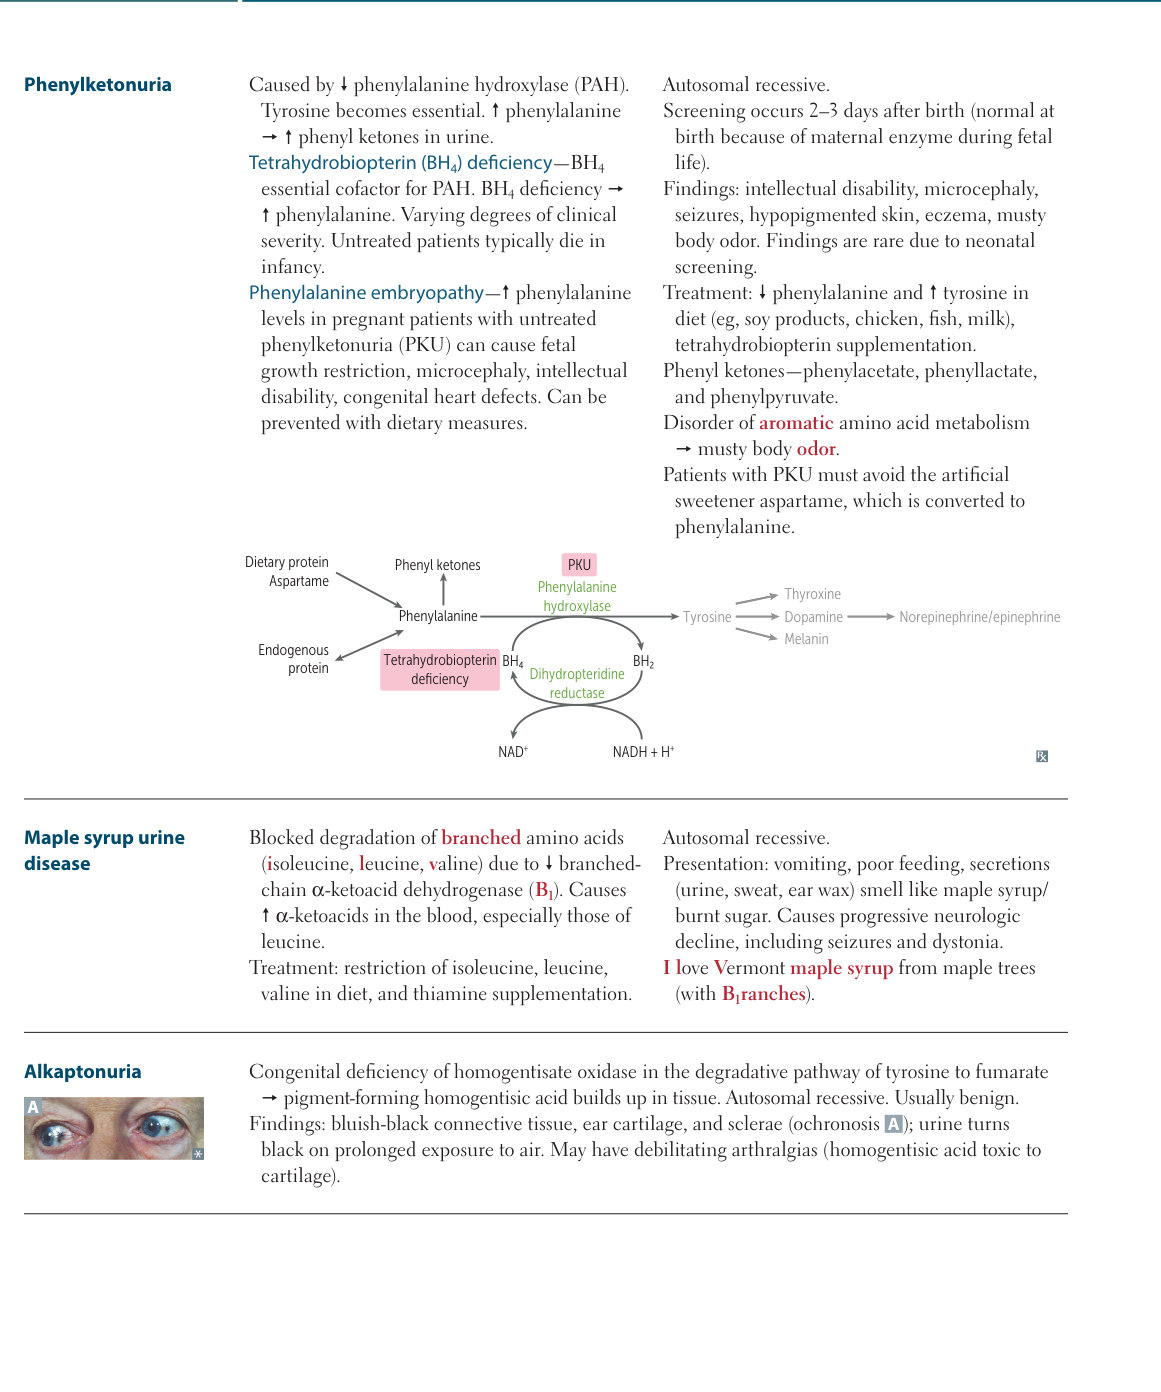 Phenylketonuria
Caused by ↓ phenylalanine hydroxylase (PAH).
Tyrosine becomes essential. ↑ phenylalanine
→ ↑ phenyl ketones in urine.
Tetrahydrobiopterin (BH₄) deficiency—BH₄
essential cofactor for PAH. BH₄ deficiency →
↑ phenylalanine. Varying degrees of clinical
severity. Untreated patients typically die in
infancy.
Phenylalanine embryopathy—↑ phenylalanine
levels in pregnant patients with untreated
phenylketonuria (PKU) can cause fetal
growth restriction, microcephaly, intellectual
disability, congenital heart defects. Can be
prevented with dietary measures.
Autosomal recessive.
Screening occurs 2–3 days after birth (normal at
birth because of maternal enzyme during fetal
life).
Findings: intellectual disability, microcephaly,
seizures, hypopigmented skin, eczema, musty
body odor. Findings are rare due to neonatal
screening.
Treatment: ↓ phenylalanine and ↑ tyrosine in
diet (eg, soy products, chicken, fish, milk),
tetrahydrobiopterin supplementation.
Phenyl ketones—phenylacetate, phenyllactate,
and phenylpyruvate.
Disorder of aromatic amino acid metabolism
→ musty body odor.
Patients with PKU must avoid the artificial
sweetener aspartame, which is converted to
phenylalanine.
Dietary protein
Aspartame
Phenyl ketones
PKU
Phenylalanine
hydroxylase
Phenylalanine
Tyrosine
Thyroxine
Dopamine
Melanin
Norepinephrine/epinephrine
Endogenous
protein
Tetrahydrobiopterin
deficiency
BH₄
BH₂
Dihydropteridine
reductase
NAD⁺
NADH + H⁺
Rx
Maple syrup urine
disease
Blocked degradation of branched amino acids
(isoleucine, leucine, valine) due to ↓ branched-
chain α-ketoacid dehydrogenase (B₁). Causes
↑ α-ketoacids in the blood, especially those of
leucine.
Treatment: restriction of isoleucine, leucine,
valine in diet, and thiamine supplementation.
Autosomal recessive.
Presentation: vomiting, poor feeding, secretions
(urine, sweat, ear wax) smell like maple syrup/
burnt sugar. Causes progressive neurologic
decline, including seizures and dystonia.
I love Vermont maple syrup from maple trees
(with B₁ranches).
Alkaptonuria
A
Congenital deficiency of homogentisate oxidase in the degradative pathway of tyrosine to fumarate
→ pigment-forming homogentisic acid builds up in tissue. Autosomal recessive. Usually benign.
Findings: bluish-black connective tissue, ear cartilage, and sclerae (ochronosis A); urine turns
black on prolonged exposure to air. May have debilitating arthralgias (homogentisic acid toxic to
cartilage).